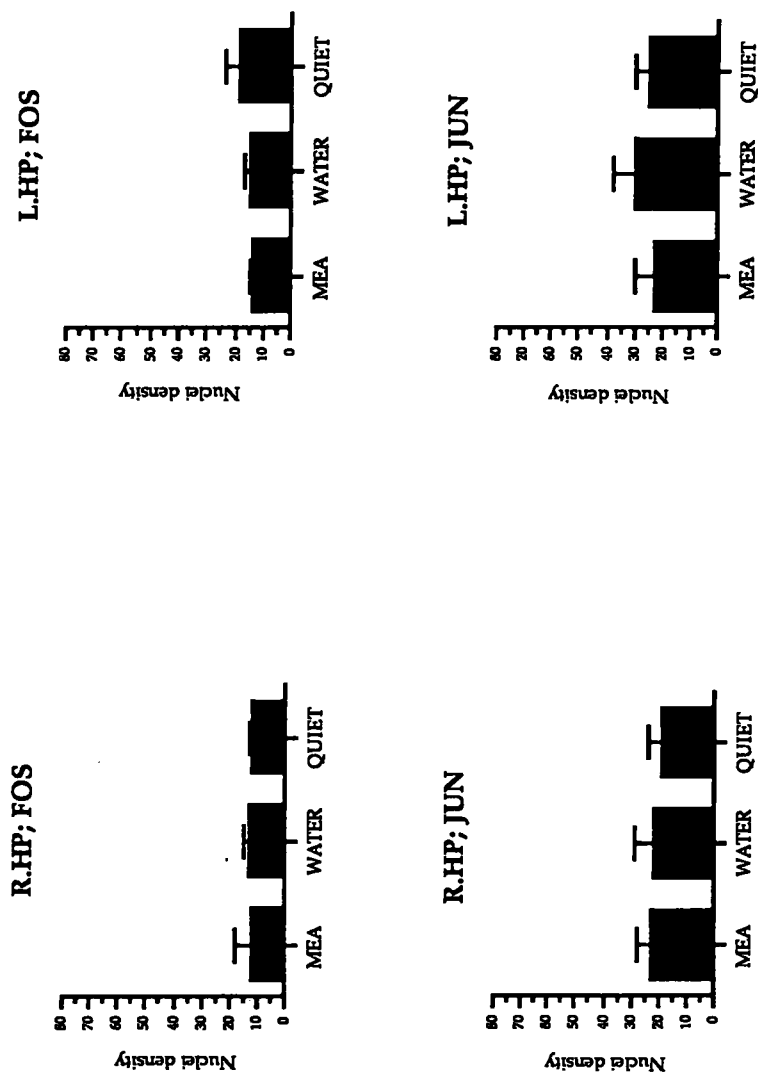 R.HP; FOS
Nuclei density
80
70
60
50
40
30
20
10
0
MEA
WATER
QUIET
L.HP; FOS
Nuclei density
80
70
60
50
40
30
20
10
0
MEA
WATER
QUIET
R.HP; JUN
Nuclei density
80
70
60
50
40
30
20
10
0
MEA
WATER
QUIET
L.HP; JUN
Nuclei density
80
70
60
50
40
30
20
10
0
MEA
WATER
QUIET